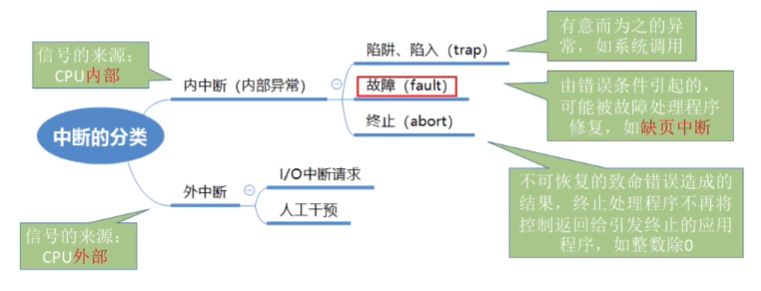 信号的来源：
CPU内部
内中断（内部异常）
陷阱、陷入（trap）
有意而为之的异
常，如系统调用
故障（fault）
由错误条件引起的，
可能被故障处理程序
修复，如缺页中断
终止（abort）
不可恢复的致命错误造成的
结果，终止处理程序不再将
控制返回给引发终止的应用
程序，如整数除0
中断的分类
外中断
I/O中断请求
人工干预
信号的来源：
CPU外部